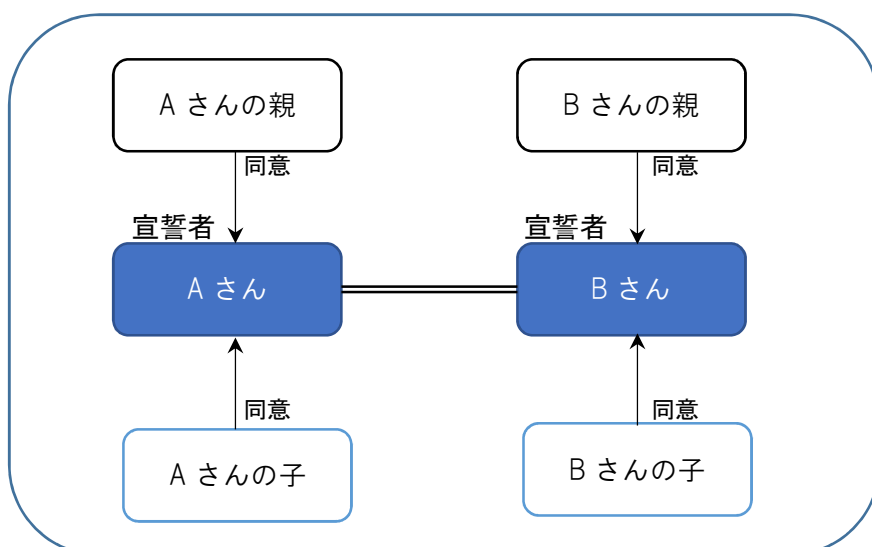 A さんの親
B さんの親
同意
同意
宣誓者
宣誓者
A さん
B さん
同意
同意
A さんの子
B さんの子